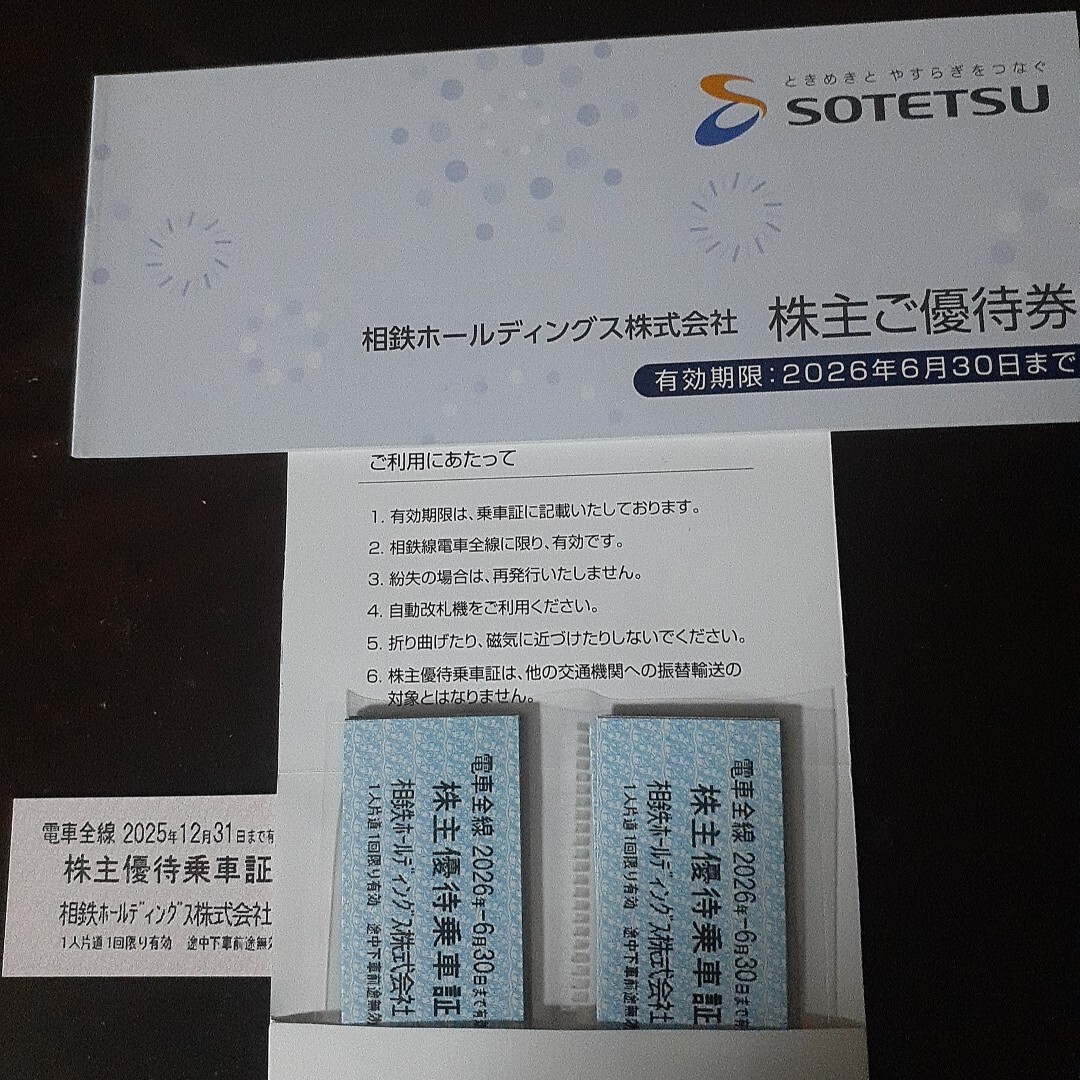 ときめきと やすらぎをつなぐ
SOTETSU
相鉄ホールディングス株式会社 株主ご優待券
有効期限:2026年6月30日まで
ご利用にあたって
1. 有効期限は、乗車証に記載いたしております。
2. 相鉄線電車全線に限り、有効です。
3. 紛失の場合は、再発行いたしません。
4. 自動改札機をご利用ください。
5. 折り曲げたり、磁気に近づけたりしないでください。
6. 株主優待乗車証は、他の交通機関への振替輸送の
対象とはなりません。
電車全線 2025年12月31日まで有
株主優待乗車証
相鉄ホールディングス株式会社
1人片道1回限り有効 途中下車前途無効
電車全線 2026年-6月30日まで有
株主優待乗車証
相鉄ホールディングス株式会社
1人片道1回限り有効 途中下車前途無効
電車全線 2026年-6月30日まで有
株主優待乗車証
相鉄ホールディングス株式会社
1人片道1回限り有効 途中下車前途無効